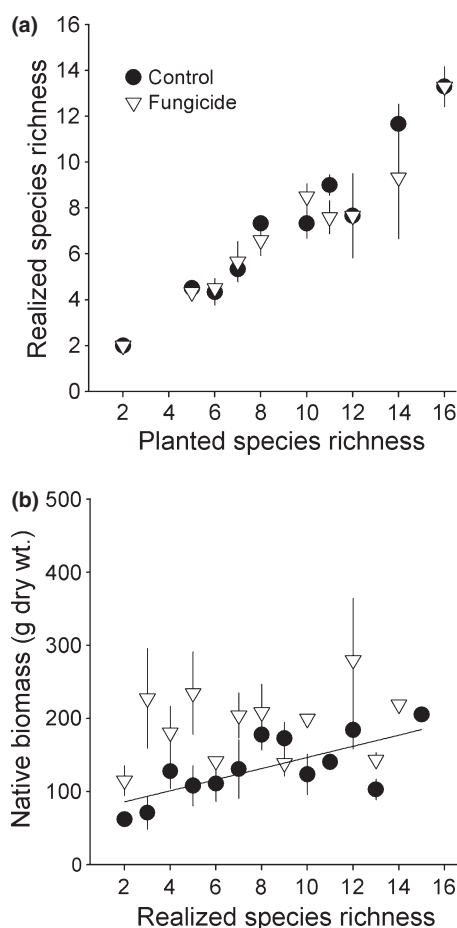 (a)
16
14
12
10
8
6
4
2
0
Realized species richness
Control
Fungicide
2 4 6 8 10 12 14 16
Planted species richness
(b)
500
400
300
200
100
0
Native biomass (g dry wt.)
2 4 6 8 10 12 14 16
Realized species richness